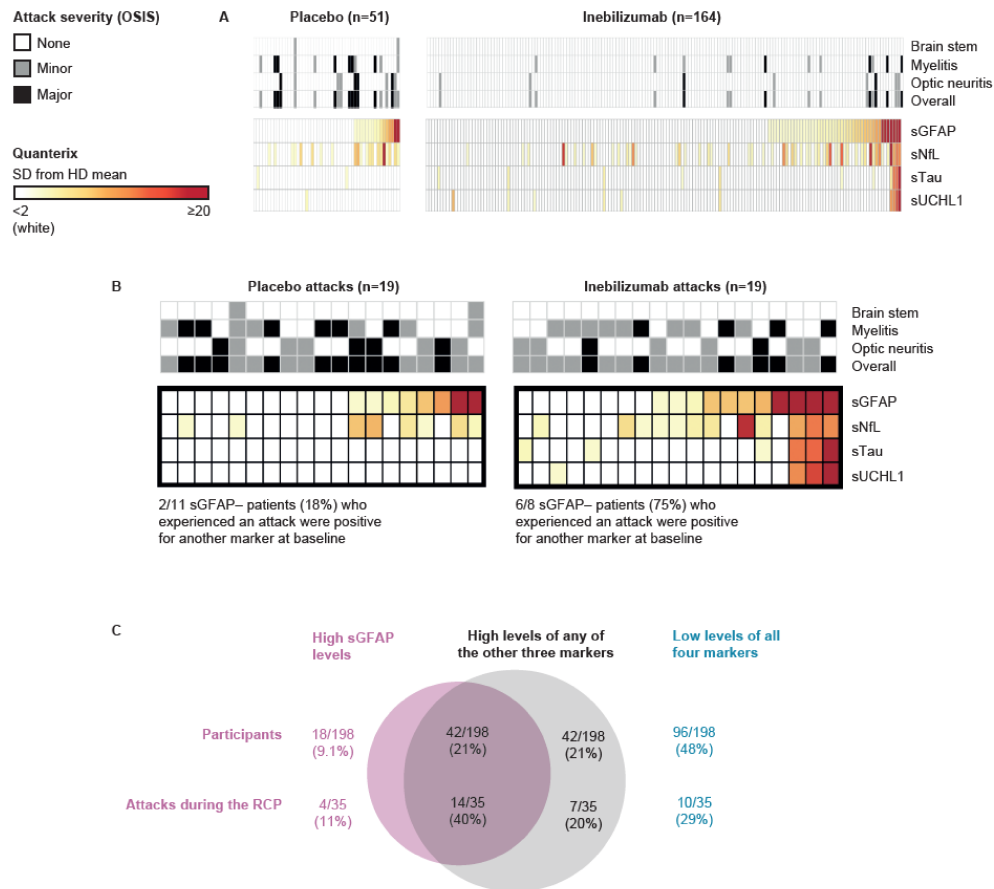 Attack severity (OSIS)
None
Minor
Major
Quanterix
SD from HD mean
<2
(white)
≥20
A
Placebo (n=51)
Inebilizumab (n=164)
Brain stem
Myelitis
Optic neuritis
Overall
sGFAP
sNfL
sTau
sUCHL1
B
Placebo attacks (n=19)
Inebilizumab attacks (n=19)
Brain stem
Myelitis
Optic neuritis
Overall
sGFAP
sNfL
sTau
sUCHL1
2/11 sGFAP– patients (18%) who
experienced an attack were positive
for another marker at baseline
6/8 sGFAP– patients (75%) who
experienced an attack were positive
for another marker at baseline
C
High sGFAP
levels
High levels of any of
the other three markers
Low levels of all
four markers
Participants
18/198
(9.1%)
42/198
(21%)
42/198
(21%)
96/198
(48%)
Attacks during the RCP
4/35
(11%)
14/35
(40%)
7/35
(20%)
10/35
(29%)